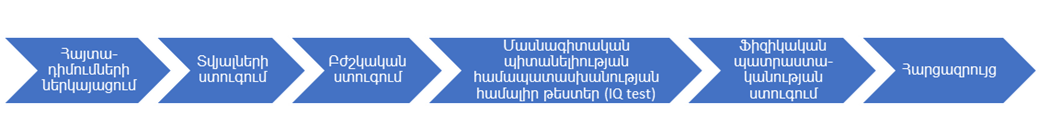 Հայտա-
դիմումների
ներկայացում
Տվյալների
ստուգում
Բժշկական
ստուգում
Մասնագիտական
պիտանելիության
համապատասխանության
համալիր թեստեր (IQ test)
Ֆիզիկական
պատրաստա-
կանության
ստուգում
Հարցազրույց